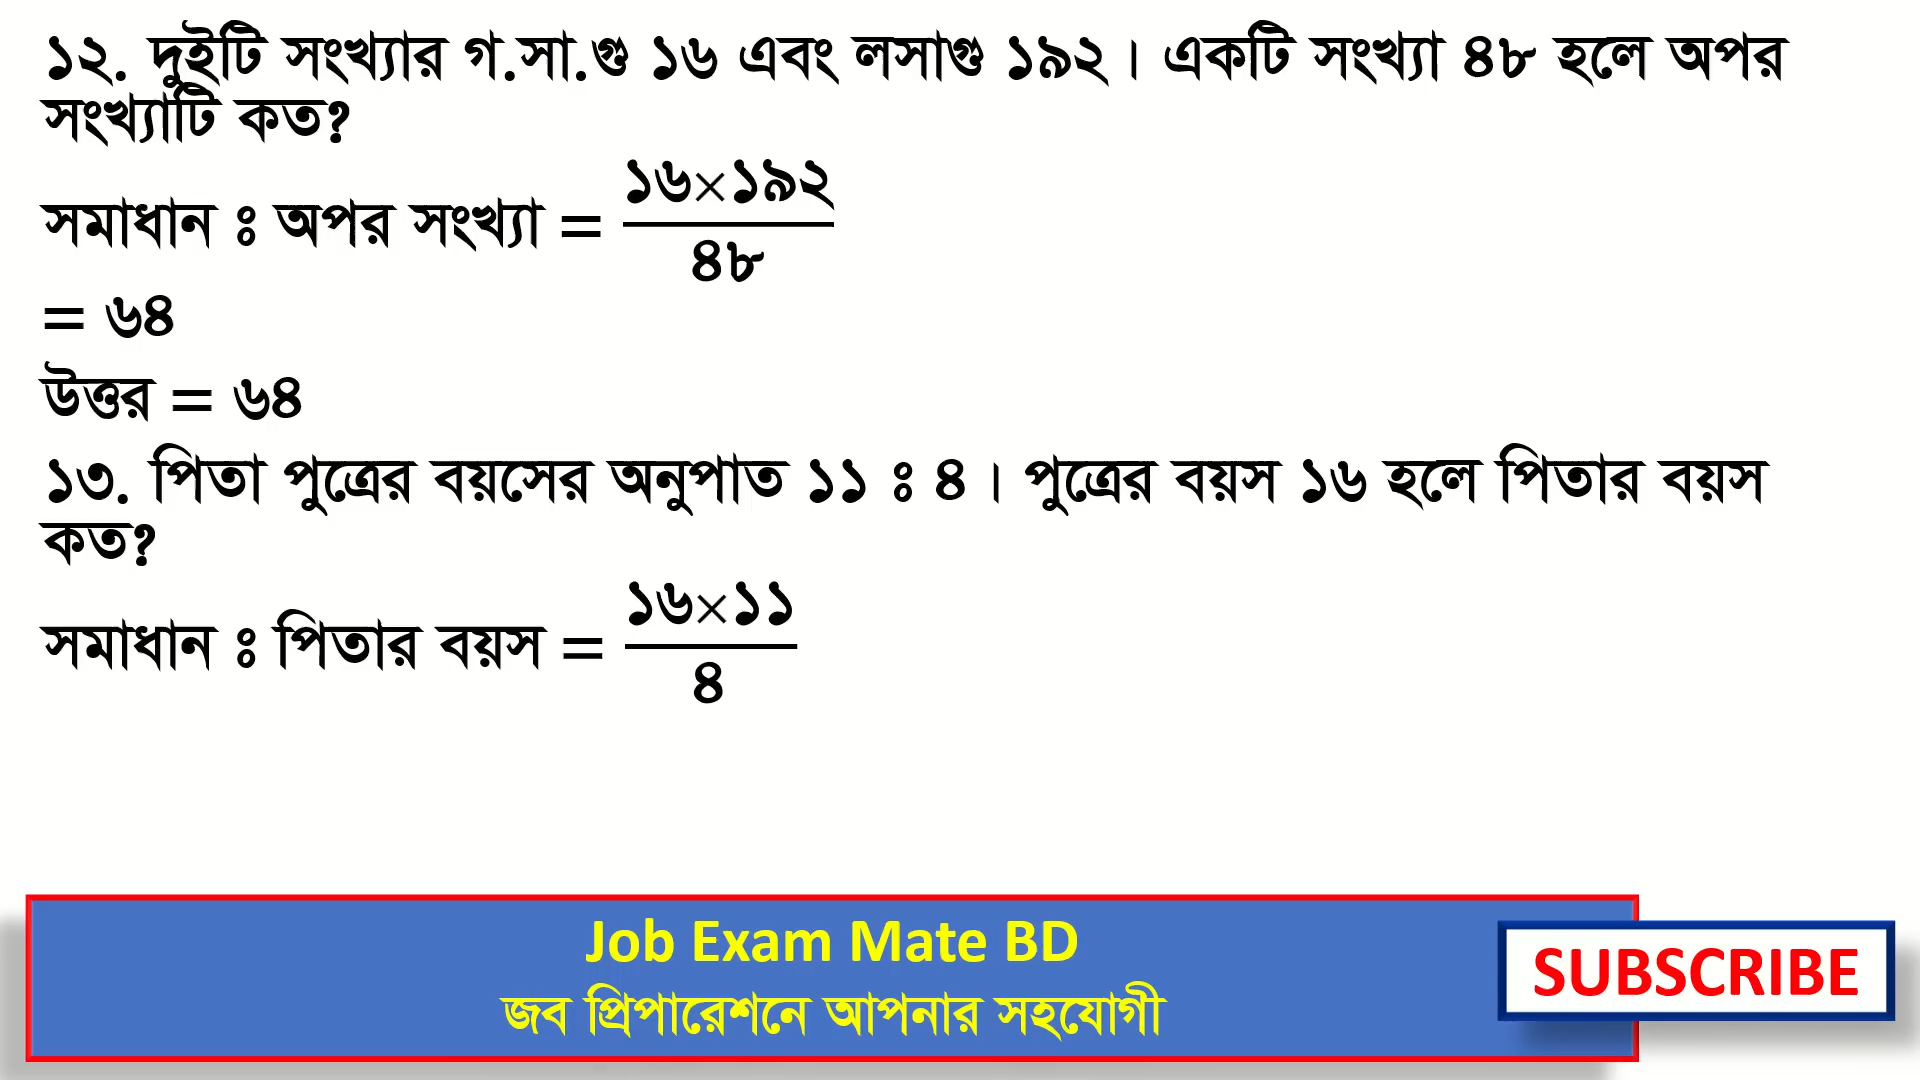 ১২. দুইটি সংখ্যার গ.সা.গু ১৬ এবং লসাগু ১৯২। একটি সংখ্যা ৪৮ হলে অপর
সংখ্যাটি কত?
সমাধান ঃ অপর সংখ্যা = ১৬×১৯২
৪৮
= ৬৪
উত্তর = ৬৪
১৩. পিতা পুত্রের বয়সের অনুপাত ১১ ঃ ৪। পুত্রের বয়স ১৬ হলে পিতার বয়স
কত?
সমাধান ঃ পিতার বয়স = ১৬×১১
৪
Job Exam Mate BD
জব প্রিপারেশনে আপনার সহযোগী
SUBSCRIBE